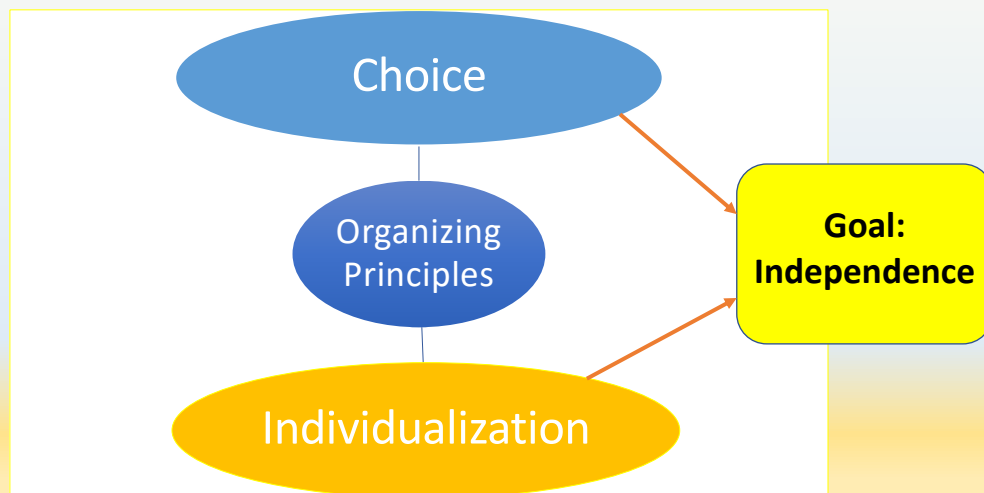 Choice
Organizing
Principles
Goal:
Independence
Individualization